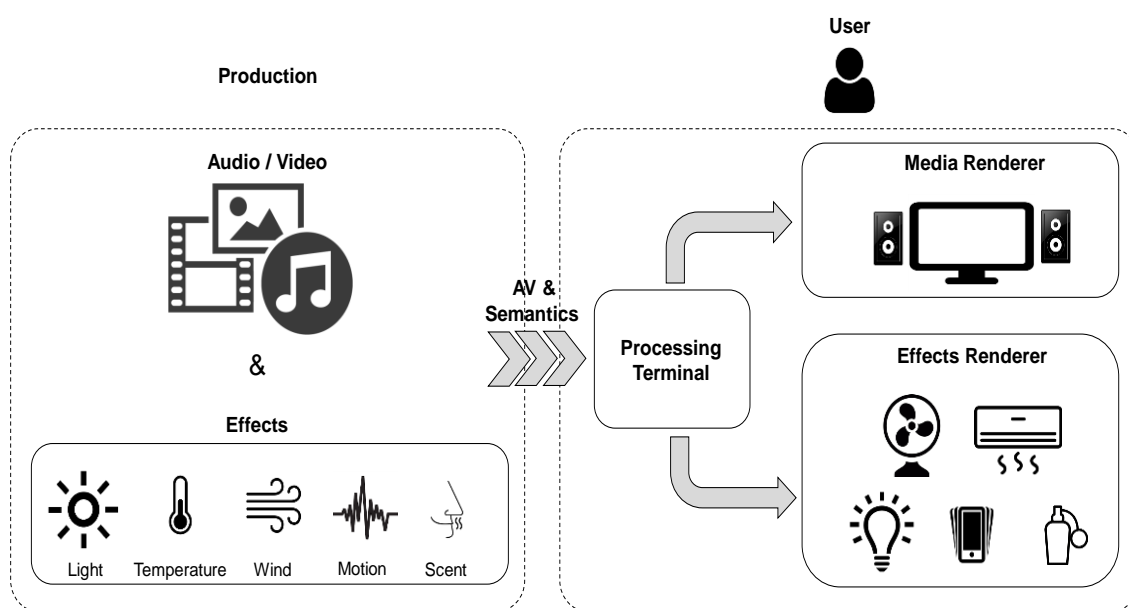 Production
Audio / Video
&
Effects
Light
Temperature
Wind
Motion
Scent
AV &
Semantics
User
Processing
Terminal
Media Renderer
Effects Renderer